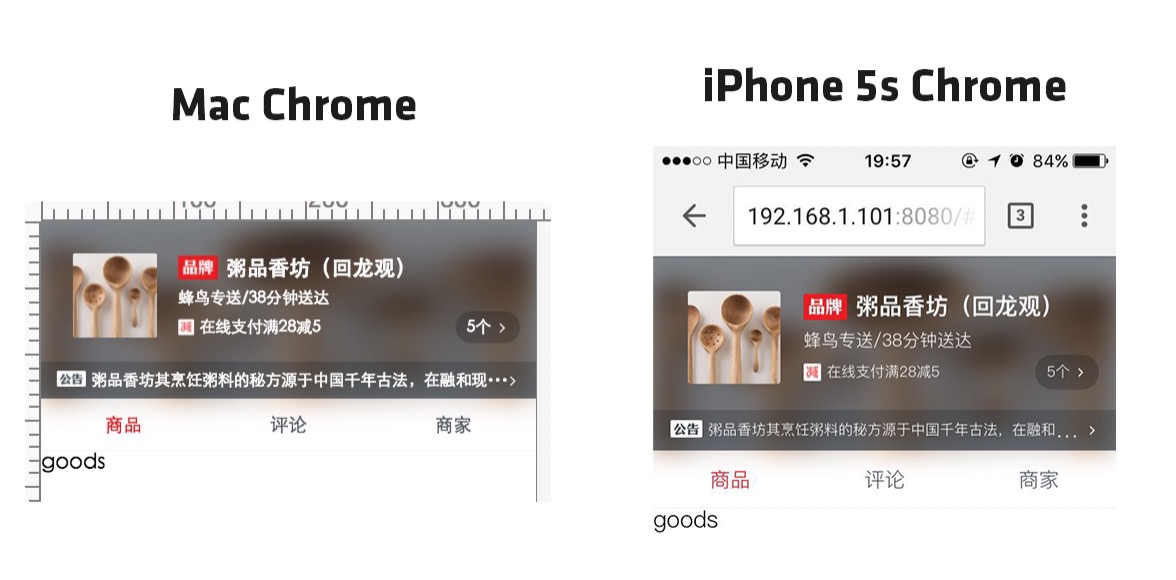 Mac Chrome
100 200 300
品牌 粥品香坊（回龙观）
蜂鸟专送/38分钟送达
减 在线支付满28减5
5个 >
公告 粥品香坊其烹饪粥料的秘方源于中国千年古法，在融和现...>
商品 评论 商家
goods
iPhone 5s Chrome
中国移动 19:57 84%
192.168.1.101:8080/# 3
品牌 粥品香坊（回龙观）
蜂鸟专送/38分钟送达
减 在线支付满28减5
5个 >
公告 粥品香坊其烹饪粥料的秘方源于中国千年古法，在融和... >
商品 评论 商家
goods